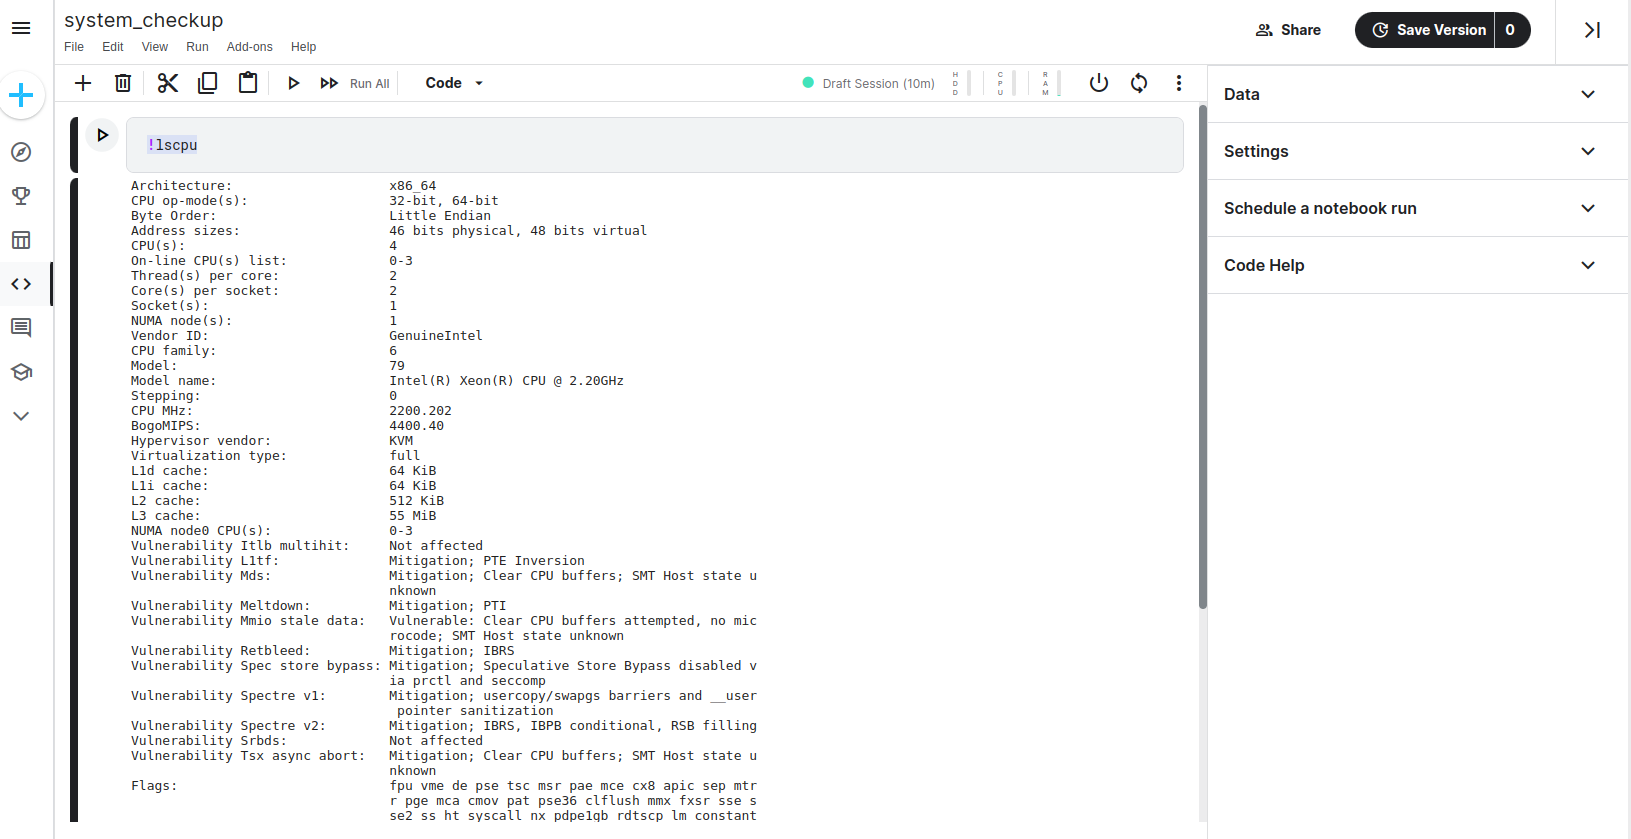 system_checkup
File Edit View Run Add-ons Help
Share
Save Version 0
Run All
Code
Draft Session (10m)
HDD
CPU
RAM
!lscpu
Architecture: x86_64
CPU op-mode(s): 32-bit, 64-bit
Byte Order: Little Endian
Address sizes: 46 bits physical, 48 bits virtual
CPU(s): 4
On-line CPU(s) list: 0-3
Thread(s) per core: 2
Core(s) per socket: 2
Socket(s): 1
NUMA node(s): 1
Vendor ID: GenuineIntel
CPU family: 6
Model: 79
Model name: Intel(R) Xeon(R) CPU @ 2.20GHz
Stepping: 0
CPU MHz: 2200.202
BogoMIPS: 4400.40
Hypervisor vendor: KVM
Virtualization type: full
L1d cache: 64 KiB
L1i cache: 64 KiB
L2 cache: 512 KiB
L3 cache: 55 MiB
NUMA node0 CPU(s): 0-3
Vulnerability Itlb multihit: Not affected
Vulnerability L1tf: Mitigation; PTE Inversion
Vulnerability Mds: Mitigation; Clear CPU buffers; SMT Host state u
nknown
Vulnerability Meltdown: Mitigation; PTI
Vulnerability Mmio stale data: Vulnerable: Clear CPU buffers attempted, no mic
rocode; SMT Host state unknown
Vulnerability Retbleed: Mitigation; IBRS
Vulnerability Spec store bypass: Mitigation; Speculative Store Bypass disabled v
ia prctl and seccomp
Vulnerability Spectre v1: Mitigation; usercopy/swapgs barriers and __user
pointer sanitization
Vulnerability Spectre v2: Mitigation; IBRS, IBPB conditional, RSB filling
Vulnerability Srbds: Not affected
Vulnerability Tsx async abort: Mitigation; Clear CPU buffers; SMT Host state u
nknown
Flags: fpu vme de pse tsc msr pae mce cx8 apic sep mtr
r pge mca cmov pat pse36 clflush mmx fxsr sse s
se2 ss ht syscall nx pdpe1gb rdtscp lm constant
Data
Settings
Schedule a notebook run
Code Help